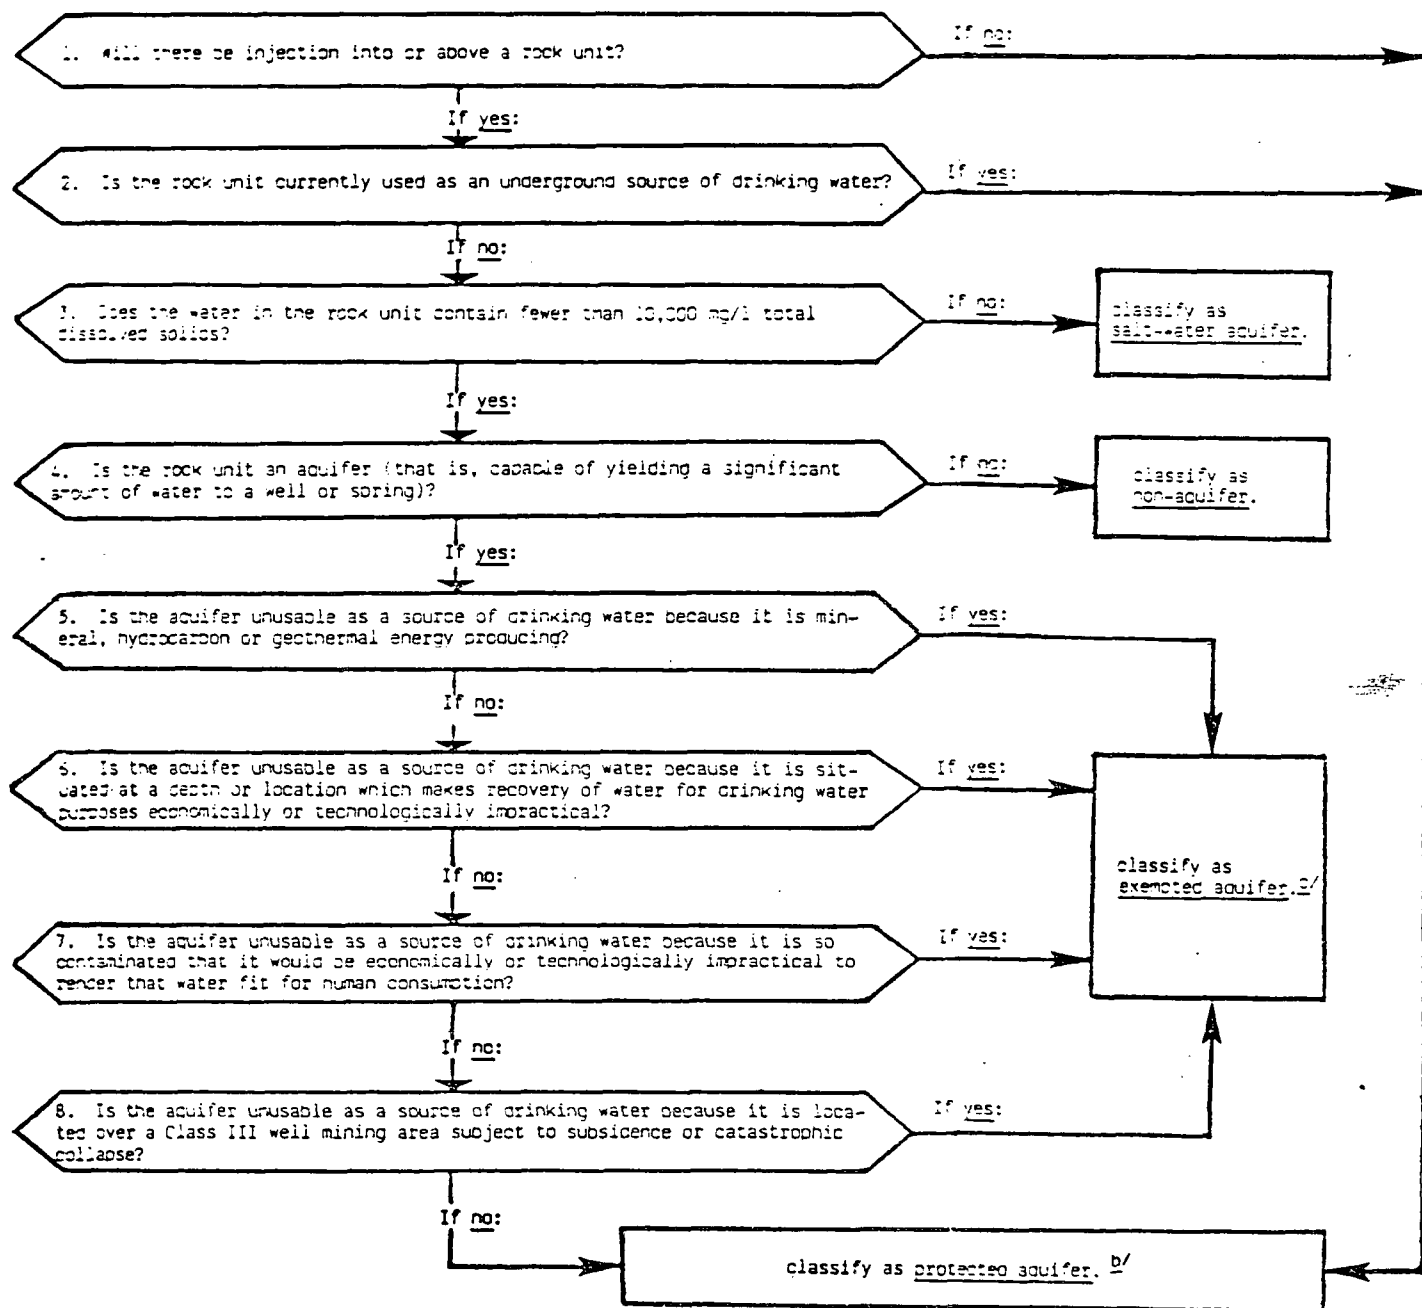 1. Will there be injection into or above a rock unit?
If no:
If yes:
2. Is the rock unit currently used as an underground source of drinking water?
If yes:
If no:
3. Does the water in the rock unit contain fewer than 10,000 mg/l total
dissolved solids?
If no:
classify as
salt-water aquifer.
If yes:
4. Is the rock unit an aquifer (that is, capable of yielding a significant
amount of water to a well or spring)?
If no:
classify as
non-aquifer.
If yes:
5. Is the aquifer unusable as a source of drinking water because it is min-
eral, hydrocarbon or geothermal energy producing?
If yes:
If no:
6. Is the aquifer unusable as a source of drinking water because it is sit-
uated at a depth or location which makes recovery of water for drinking water
purposes economically or technologically impractical?
If yes:
classify as
exempted aquifer.c/
If no:
7. Is the aquifer unusable as a source of drinking water because it is so
contaminated that it would be economically or technologically impractical to
render that water fit for human consumption?
If yes:
If no:
8. Is the aquifer unusable as a source of drinking water because it is loca-
ted over a Class III well mining area subject to subsidence or catastrophic
collapse?
If yes:
If no:
classify as protected aquifer. b/